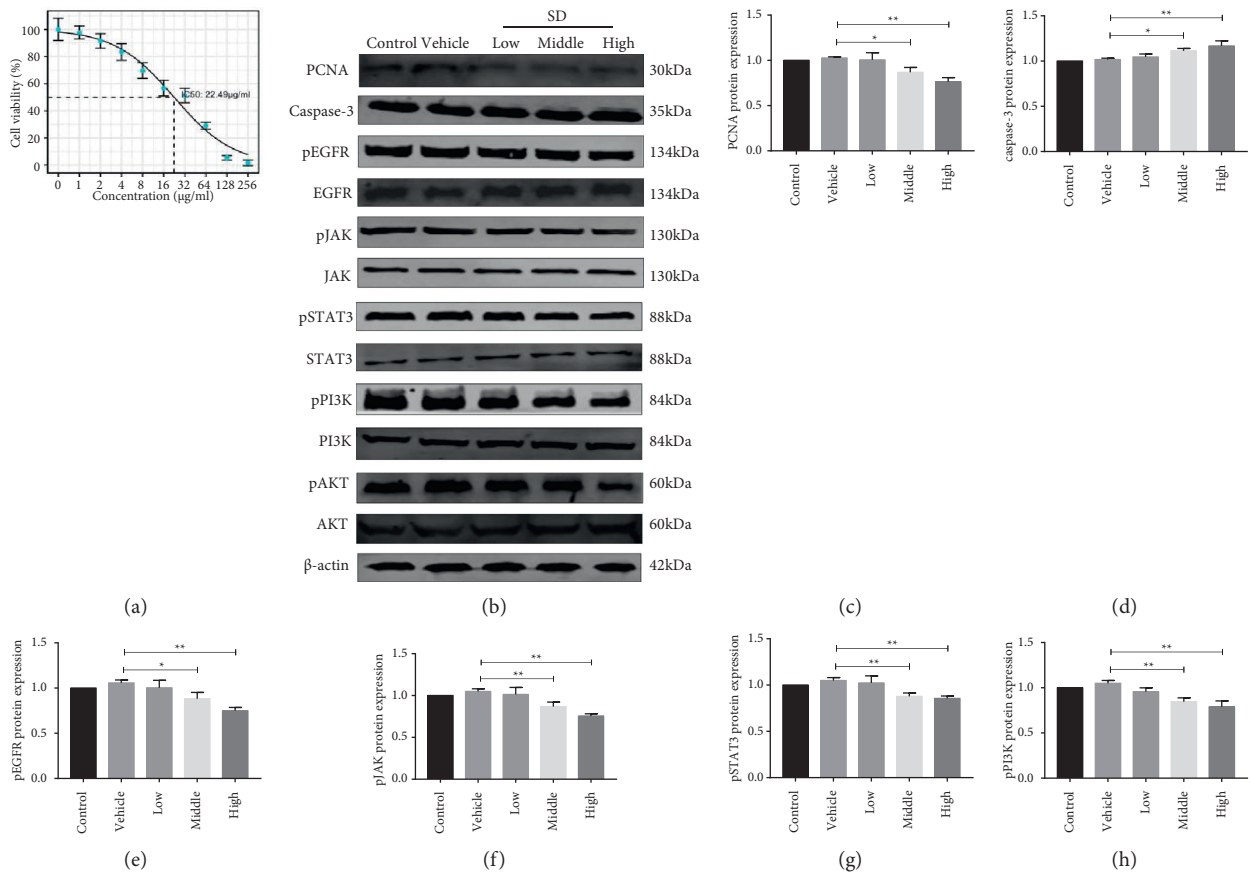 100
80
60
40
20
0
Cell viability (%)
IC50: 22.49μg/ml
0 1 2 4 8 16 32 64 128 256
Concentration (μg/ml)
(a)
SD
Control Vehicle Low Middle High
PCNA 30kDa
Caspase-3 35kDa
pEGFR 134kDa
EGFR 134kDa
pJAK 130kDa
JAK 130kDa
pSTAT3 88kDa
STAT3 88kDa
pPI3K 84kDa
PI3K 84kDa
pAKT 60kDa
AKT 60kDa
β-actin 42kDa
(b)
PCNA protein expression
1.5
1.0
0.5
0.0
**
*
Control
Vehicle
Low
Middle
High
(c)
caspase-3 protein expression
1.5
1.0
0.5
0.0
**
*
Control
Vehicle
Low
Middle
High
(d)
pEGFR protein expression
1.5
1.0
0.5
0.0
**
*
Control
Vehicle
Low
Middle
High
(e)
pJAK protein expression
1.5
1.0
0.5
0.0
**
**
Control
Vehicle
Low
Middle
High
(f)
pSTAT3 protein expression
1.5
1.0
0.5
0.0
**
**
Control
Vehicle
Low
Middle
High
(g)
pPI3K protein expression
1.5
1.0
0.5
0.0
**
**
Control
Vehicle
Low
Middle
High
(h)